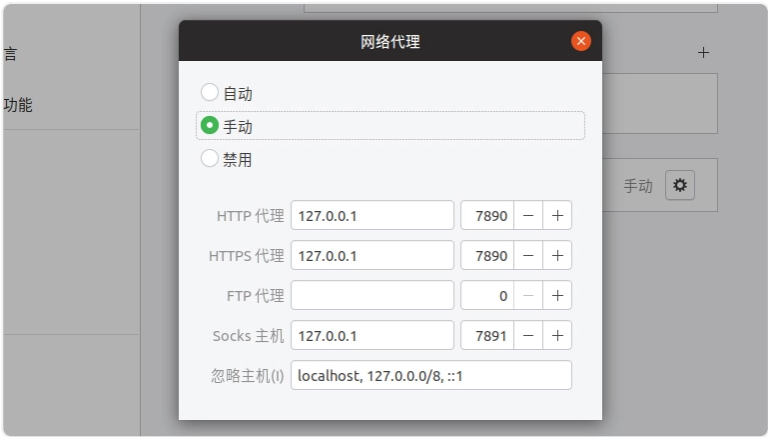 网络代理
言
功能
自动
手动
禁用
手动
HTTP 代理 127.0.0.1 7890 − +
HTTPS 代理 127.0.0.1 7890 − +
FTP 代理 0 − +
Socks 主机 127.0.0.1 7891 − +
忽略主机(I) localhost, 127.0.0.0/8, ::1